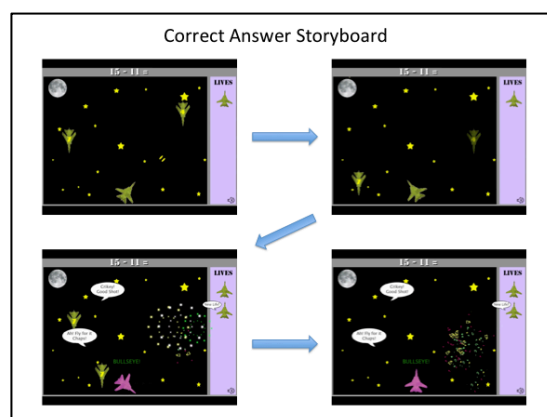 Correct Answer Storyboard
15 - 11 =
LIVES
15 - 11 =
LIVES
15 - 11 =
LIVES
Crikey!
Good Shot!
BULLSEYE!
15 - 11 =
LIVES
Crikey!
Good Shot!
BULLSEYE!